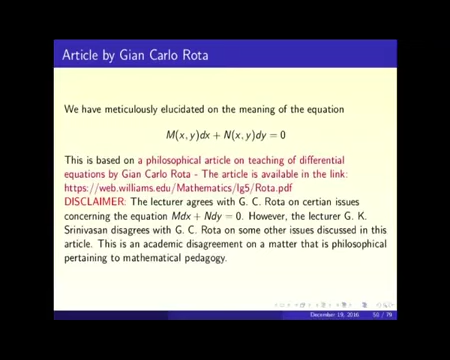 Article by Gian Carlo Rota
We have meticulously elucidated on the meaning of the equation
M(x, y)dx + N(x, y)dy = 0
This is based on a philosophical article on teaching of differential
equations by Gian Carlo Rota - The article is available in the link:
https://web.williams.edu/Mathematics/lg5/Rota.pdf
DISCLAIMER: The lecturer agrees with G. C. Rota on certian issues
concerning the equation Mdx + Ndy = 0. However, the lecturer G. K.
Srinivasan disagrees with G. C. Rota on some other issues discussed in this
article. This is an academic disagreement on a matter that is philosophical
pertaining to mathematical pedagogy.
December 19, 2016 50 / 79